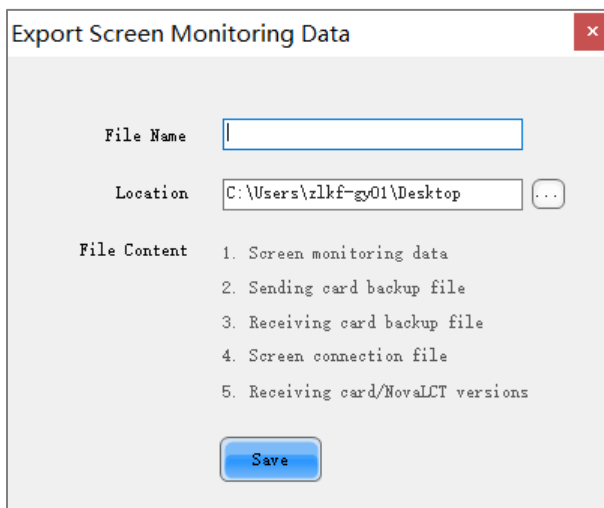 Export Screen Monitoring Data
×
File Name
Location C:\Users\zlkf-gy01\Desktop ...
File Content 1. Screen monitoring data
2. Sending card backup file
3. Receiving card backup file
4. Screen connection file
5. Receiving card/NovaLCT versions
Save